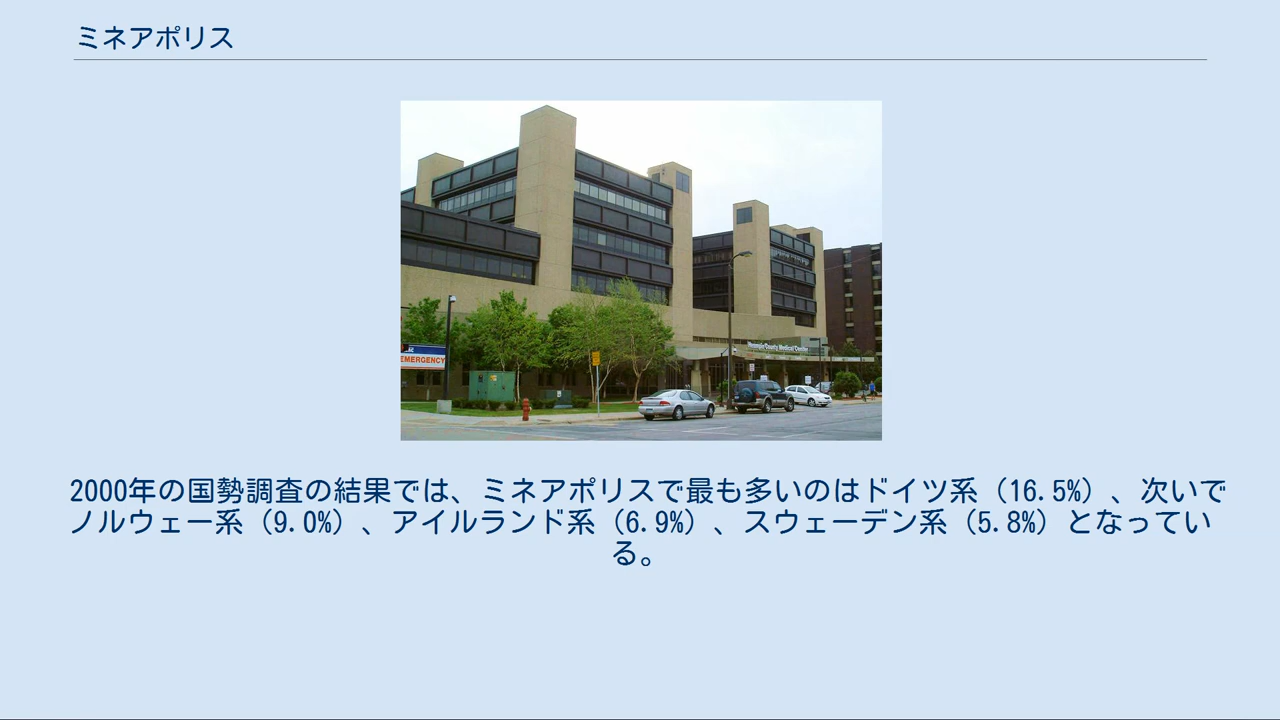 ミネアポリス
EMERGENCY
Hennepin County Medical Center
2000年の国勢調査の結果では、ミネアポリスで最も多いのはドイツ系（16.5%）、次いで
ノルウェー系（9.0%）、アイルランド系（6.9%）、スウェーデン系（5.8%）となってい
る。